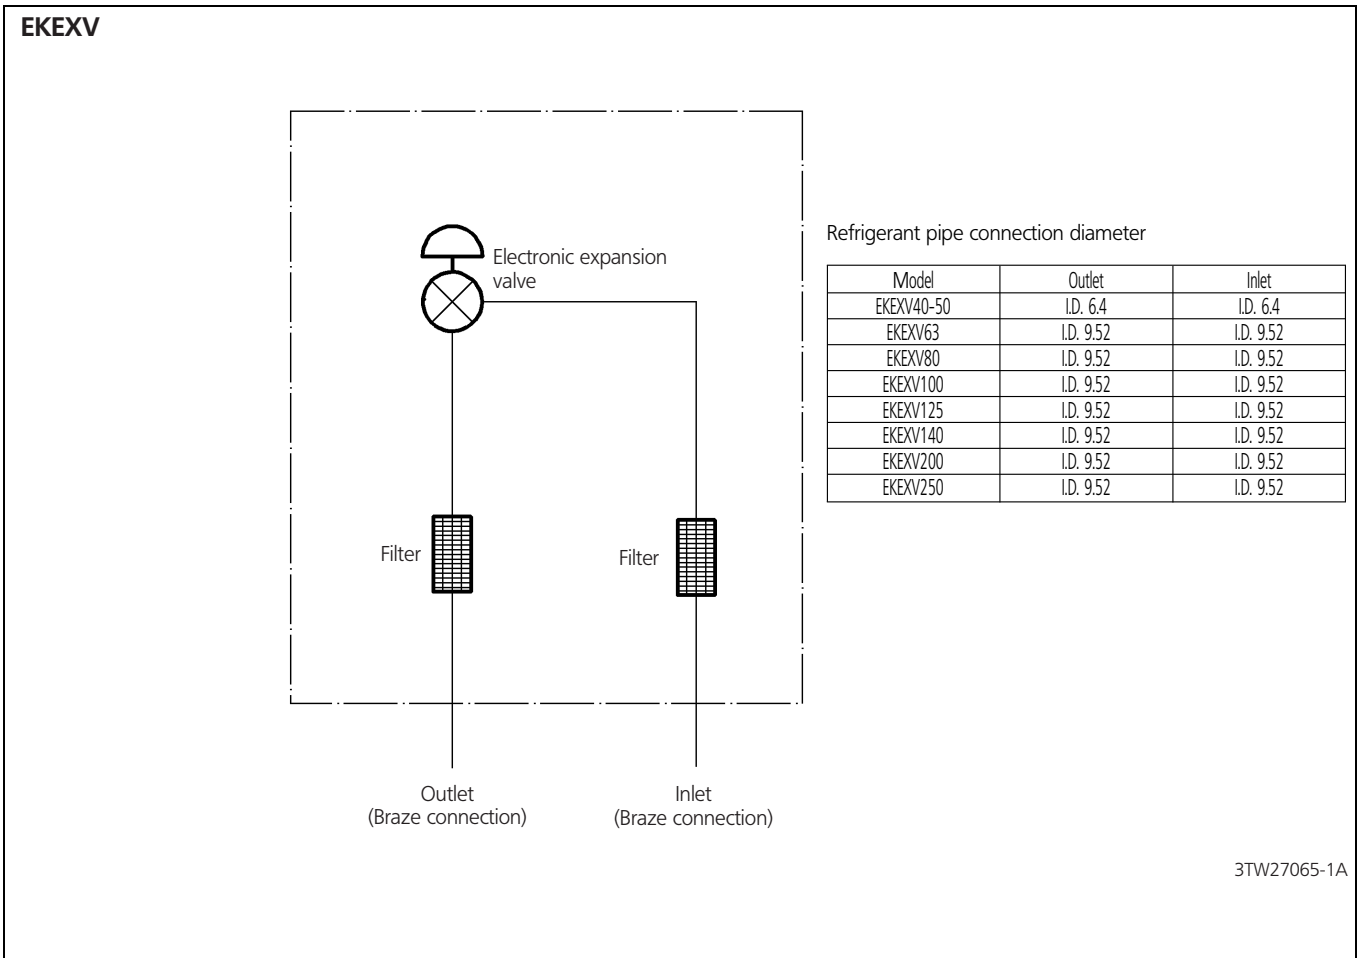 EKEXV
Electronic expansion
valve
Filter
Filter
Outlet
(Braze connection)
Inlet
(Braze connection)
Refrigerant pipe connection diameter
Model Outlet Inlet
EKEXV40-50 I.D. 6.4 I.D. 6.4
EKEXV63 I.D. 9.52 I.D. 9.52
EKEXV80 I.D. 9.52 I.D. 9.52
EKEXV100 I.D. 9.52 I.D. 9.52
EKEXV125 I.D. 9.52 I.D. 9.52
EKEXV140 I.D. 9.52 I.D. 9.52
EKEXV200 I.D. 9.52 I.D. 9.52
EKEXV250 I.D. 9.52 I.D. 9.52
3TW27065-1A